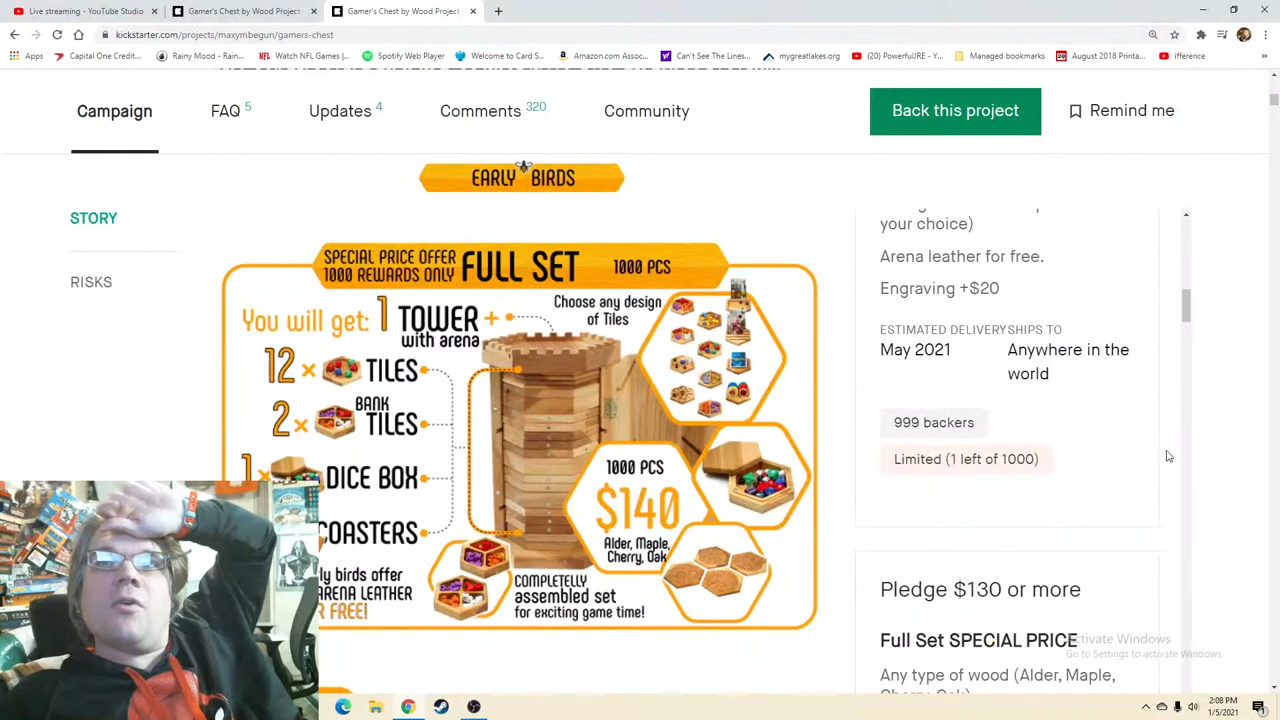 Live streaming - YouTube Studio
Gamer's Chest by Wood Project
Gamer's Chest by Wood Project
kickstarter.com/projects/maxymbegun/gamers-chest
Apps
Capital One Credit...
Rainy Mood - Rain...
NFL Watch NFL Games |...
Spotify Web Player
Welcome to Card S...
Amazon.com Assoc...
Can't See The Lines...
mygreatlakes.org
(20) PowerfuURE - Y...
Managed bookmarks
August 2018 Printa...
ifference
Campaign
FAQ 5
Updates 4
Comments 320
Community
Back this project
Remind me
EARLY BIRDS
STORY
RISKS
SPECIAL PRICE OFFER
1000 REWARDS ONLY
FULL SET
1000 PCS
You will get: 1 TOWER +
with arena
Choose any design
of Tiles
12 x TILES
2 x BANK
TILES
1x DICE BOX
COASTERS
ly birds offer
ARENA LEATHER
R FREE!
COMPLETELLY
assembled set
for exciting game time!
1000 PCS
$140
Alder, Maple,
Cherry, Oak
your choice)
Arena leather for free.
Engraving +$20
ESTIMATED DELIVERY
May 2021
SHIPS TO
Anywhere in the
world
999 backers
Limited (1 left of 1000)
Pledge $130 or more
Full Set SPECIAL PRICE
Any type of wood (Alder, Maple,
Activate Windows
Go to Settings to activate Windows.
2:08 PM
1/5/2021